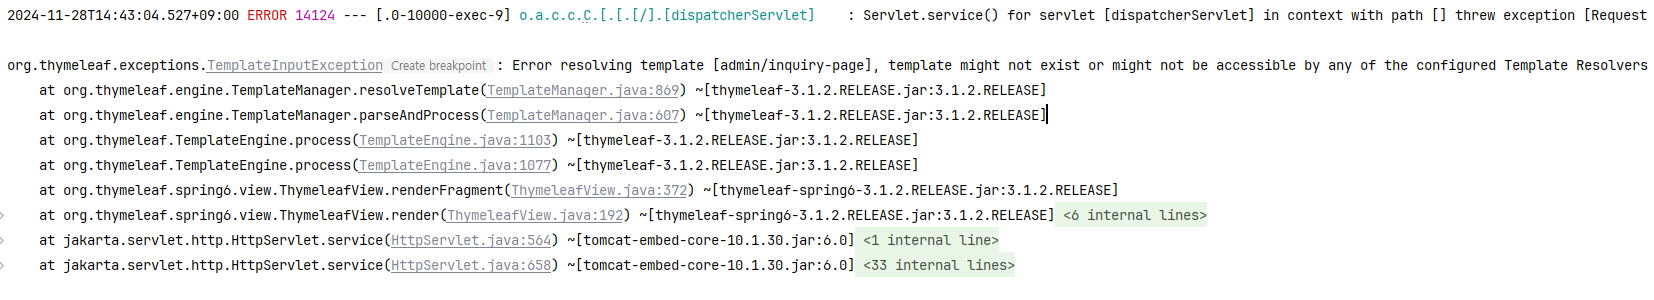 2024-11-28T14:43:04.527+09:00 ERROR 14124 --- [.0-10000-exec-9] o.a.c.c.C.[.[.[/].[dispatcherServlet]    : Servlet.service() for servlet [dispatcherServlet] in context with path [] threw exception [Request
org.thymeleaf.exceptions.TemplateInputException Create breakpoint : Error resolving template [admin/inquiry-page], template might not exist or might not be accessible by any of the configured Template Resolvers
at org.thymeleaf.engine.TemplateManager.resolveTemplate(TemplateManager.java:869) ~[thymeleaf-3.1.2.RELEASE.jar:3.1.2.RELEASE]
at org.thymeleaf.engine.TemplateManager.parseAndProcess(TemplateManager.java:607) ~[thymeleaf-3.1.2.RELEASE.jar:3.1.2.RELEASE]
at org.thymeleaf.TemplateEngine.process(TemplateEngine.java:1103) ~[thymeleaf-3.1.2.RELEASE.jar:3.1.2.RELEASE]
at org.thymeleaf.TemplateEngine.process(TemplateEngine.java:1077) ~[thymeleaf-3.1.2.RELEASE.jar:3.1.2.RELEASE]
at org.thymeleaf.spring6.view.ThymeleafView.renderFragment(ThymeleafView.java:372) ~[thymeleaf-spring6-3.1.2.RELEASE.jar:3.1.2.RELEASE]
at org.thymeleaf.spring6.view.ThymeleafView.render(ThymeleafView.java:192) ~[thymeleaf-spring6-3.1.2.RELEASE.jar:3.1.2.RELEASE] <6 internal lines>
at jakarta.servlet.http.HttpServlet.service(HttpServlet.java:564) ~[tomcat-embed-core-10.1.30.jar:6.0] <1 internal line>
at jakarta.servlet.http.HttpServlet.service(HttpServlet.java:658) ~[tomcat-embed-core-10.1.30.jar:6.0] <33 internal lines>